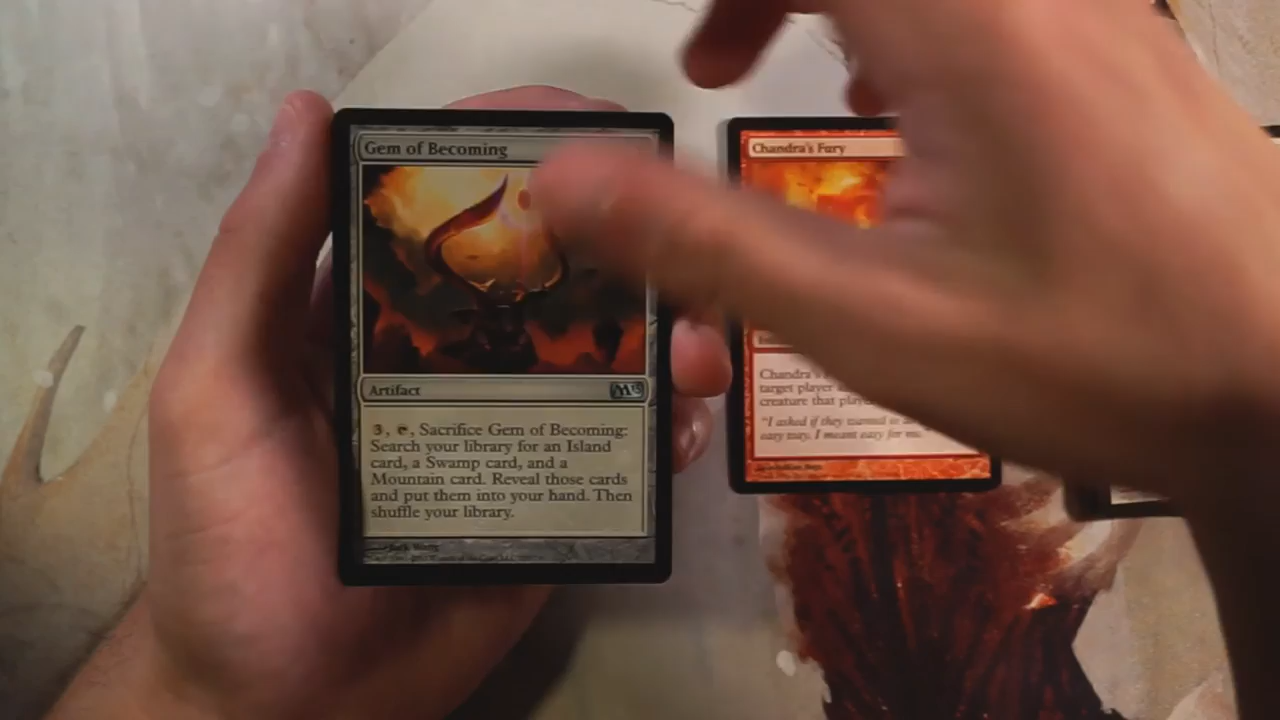 Gem of Becoming
Artifact
M13
3, T, Sacrifice Gem of Becoming:
Search your library for an Island
card, a Swamp card, and a
Mountain card. Reveal those cards
and put them into your hand. Then
shuffle your library.
Chandra's Fury
Chandra's
target player
creature that play
"I asked if they wanted to
easy way. I meant easy for me.